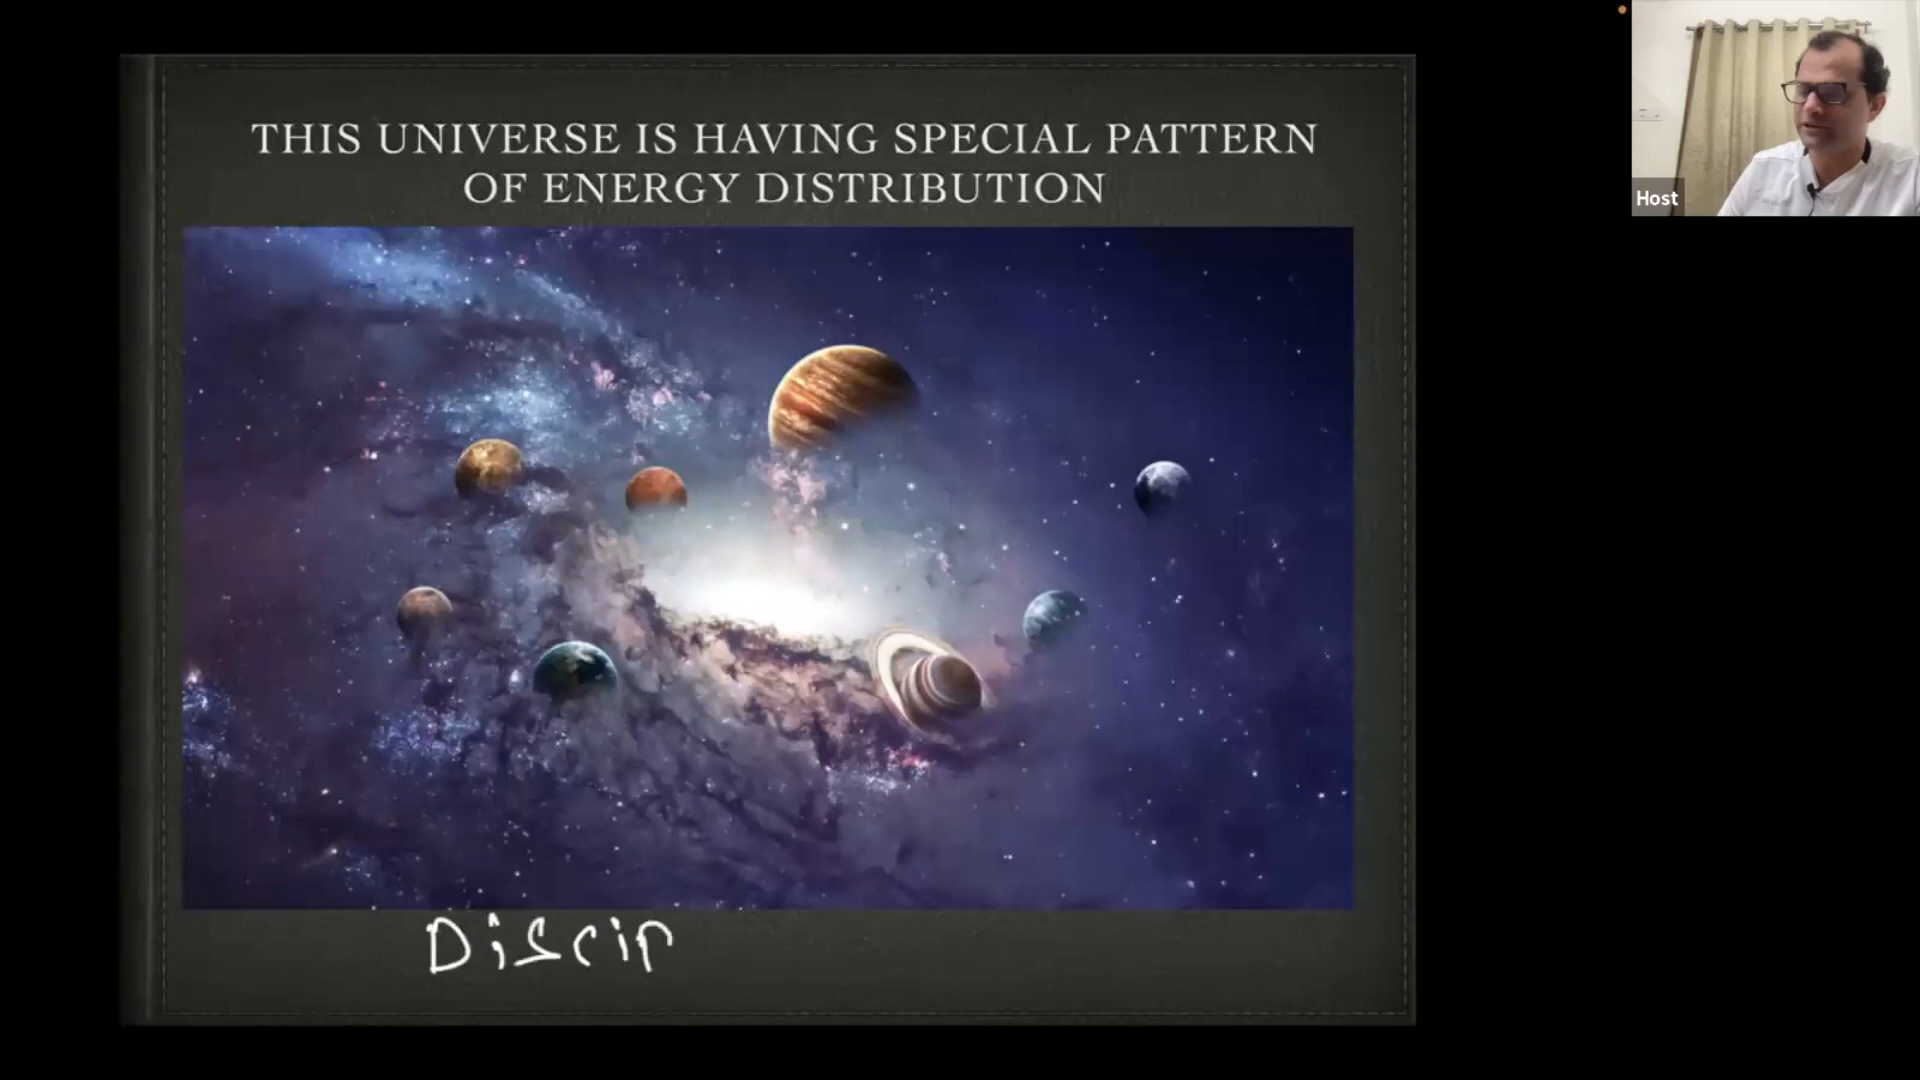 THIS UNIVERSE IS HAVING SPECIAL PATTERN
OF ENERGY DISTRIBUTION
Discip
Host